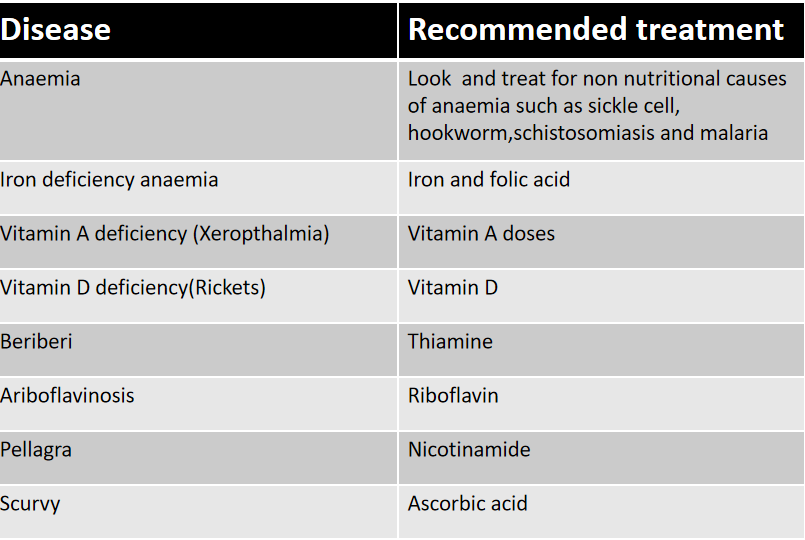 Disease Recommended treatment
Anaemia Look  and treat for non nutritional causes
of anaemia such as sickle cell,
hookworm,schistosomiasis and malaria
Iron deficiency anaemia Iron and folic acid
Vitamin A deficiency (Xeropthalmia) Vitamin A doses
Vitamin D deficiency(Rickets) Vitamin D
Beriberi Thiamine
Ariboflavinosis Riboflavin
Pellagra Nicotinamide
Scurvy Ascorbic acid